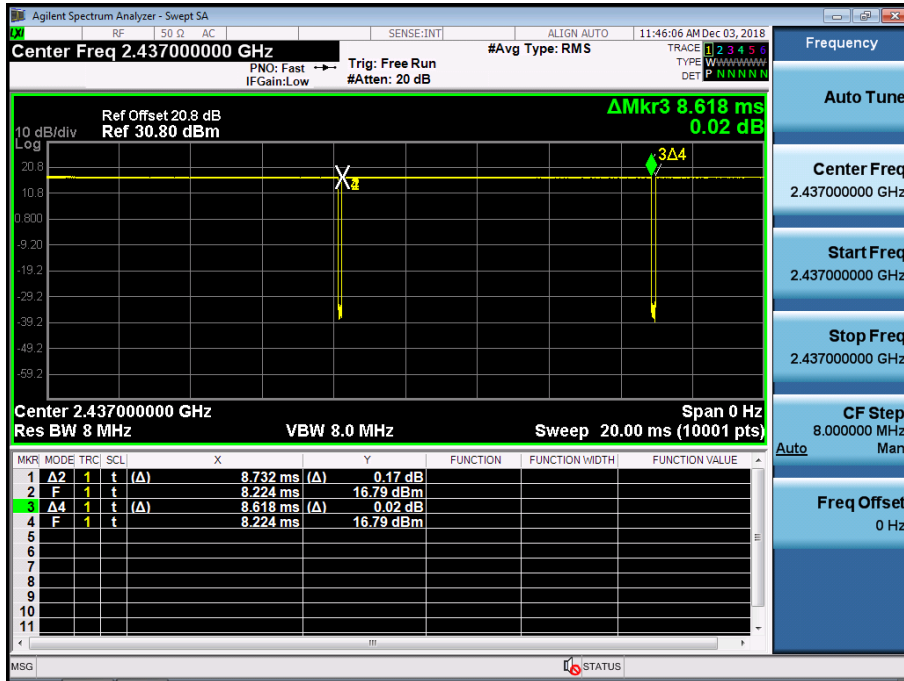 Agilent Spectrum Analyzer - Swept SA
LXI RF 50 Ω AC SENSE:INT ALIGN AUTO 11:46:06 AM Dec 03, 2018
Center Freq 2.437000000 GHz #Avg Type: RMS TRACE 1 2 3 4 5 6
PNO: Fast Trig: Free Run TYPE WWWWWW
IFGain:Low #Atten: 20 dB DET P N N N N N
Frequency
Auto Tune
Center Freq
2.437000000 GHz
Start Freq
2.437000000 GHz
Stop Freq
2.437000000 GHz
CF Step
8.000000 MHz
Auto Man
Freq Offset
0 Hz
ΔMkr3 8.618 ms
0.02 dB
Ref Offset 20.8 dB
10 dB/div Ref 30.80 dBm
Log
20.8
10.8
0.800
-9.20
-19.2
-29.2
-39.2
-49.2
-59.2
3Δ4
Center 2.437000000 GHz Span 0 Hz
Res BW 8 MHz VBW 8.0 MHz Sweep 20.00 ms (10001 pts)
MKR MODE TRC SCL X Y FUNCTION FUNCTION WIDTH FUNCTION VALUE
1 Δ2 1 t (Δ) 8.732 ms (Δ) 0.17 dB
2 F 1 t 8.224 ms 16.79 dBm
3 Δ4 1 t (Δ) 8.618 ms (Δ) 0.02 dB
4 F 1 t 8.224 ms 16.79 dBm
5
6
7
8
9
10
11
MSG STATUS